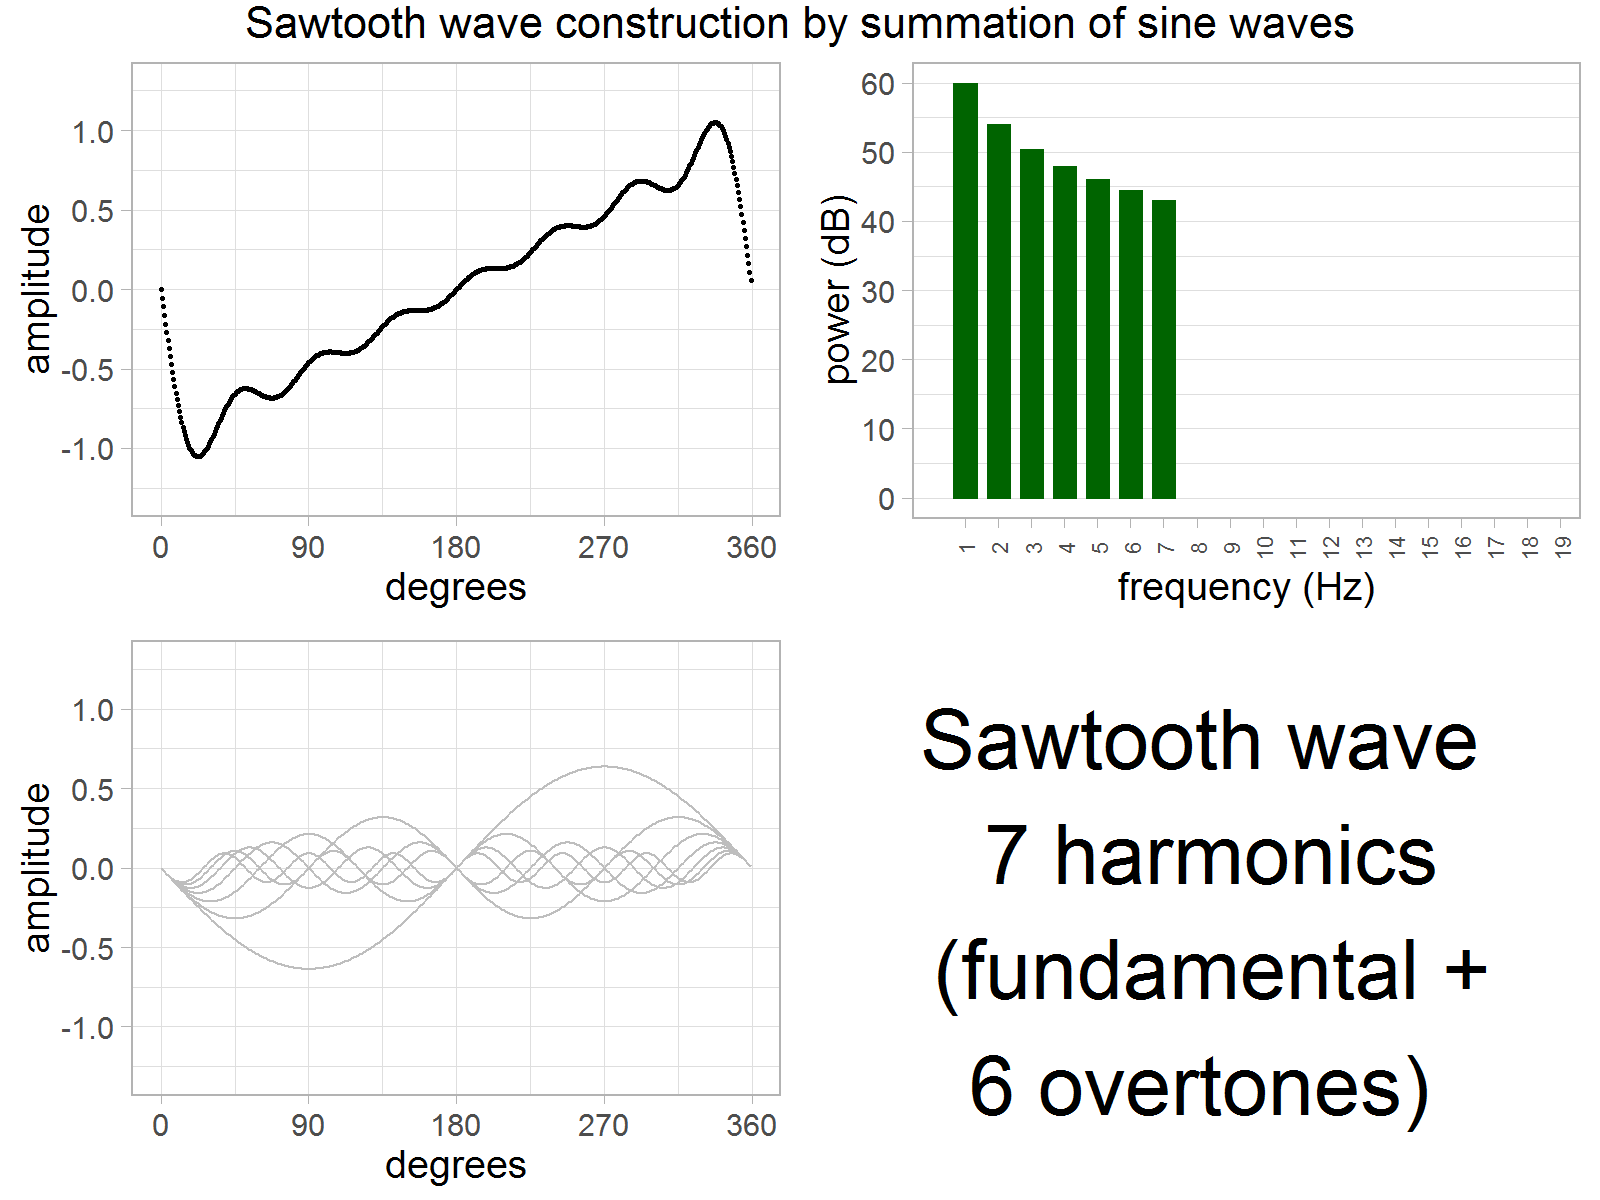 Sawtooth wave construction by summation of sine waves
amplitude
1.0
0.5
0.0
-0.5
-1.0
0 90 180 270 360
degrees
power (dB)
60
50
40
30
20
10
0
1 2 3 4 5 6 7 8 9 10 11 12 13 14 15 16 17 18 19
frequency (Hz)
amplitude
1.0
0.5
0.0
-0.5
-1.0
0 90 180 270 360
degrees
Sawtooth wave
7 harmonics
(fundamental +
6 overtones)